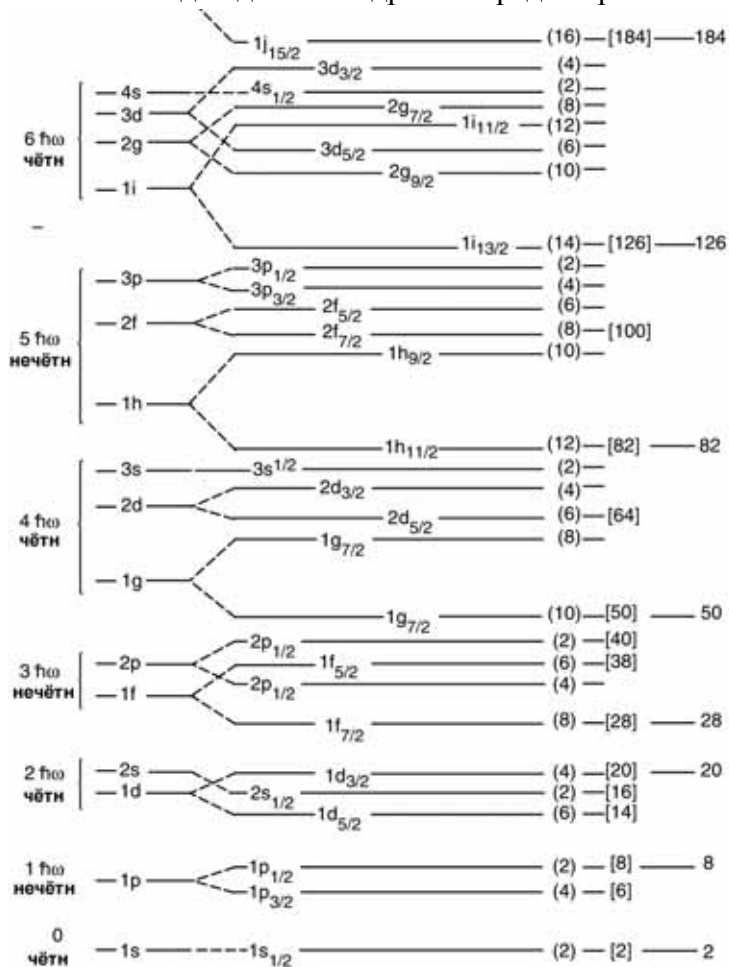 1j15/2 (16) [184] 184
3d3/2 (4)
4s 4s1/2 (2)
3d 2g7/2 (8)
6 ħω 1i11/2 (12)
чётн 2g 3d5/2 (6)
2g9/2 (10)
1i
1i13/2 (14) [126] 126
3p1/2 (2)
3p 3p3/2 (4)
2f5/2 (6)
2f 2f7/2 (8) [100]
5 ħω 1h9/2 (10)
нечётн
1h
1h11/2 (12) [82] 82
3s 3s1/2 (2)
2d3/2 (4)
2d 2d5/2 (6) [64]
4 ħω 1g7/2 (8)
чётн
1g
1g7/2 (10) [50] 50
2p1/2 (2) [40]
2p 1f5/2 (6) [38]
3 ħω 2p1/2 (4)
нечётн 1f
1f7/2 (8) [28] 28
2 ħω 2s 1d3/2 (4) [20] 20
чётн 1d 2s1/2 (2) [16]
1d5/2 (6) [14]
1 ħω 1p1/2 (2) [8] 8
нечётн 1p 1p3/2 (4) [6]
0
чётн 1s 1s1/2 (2) [2] 2